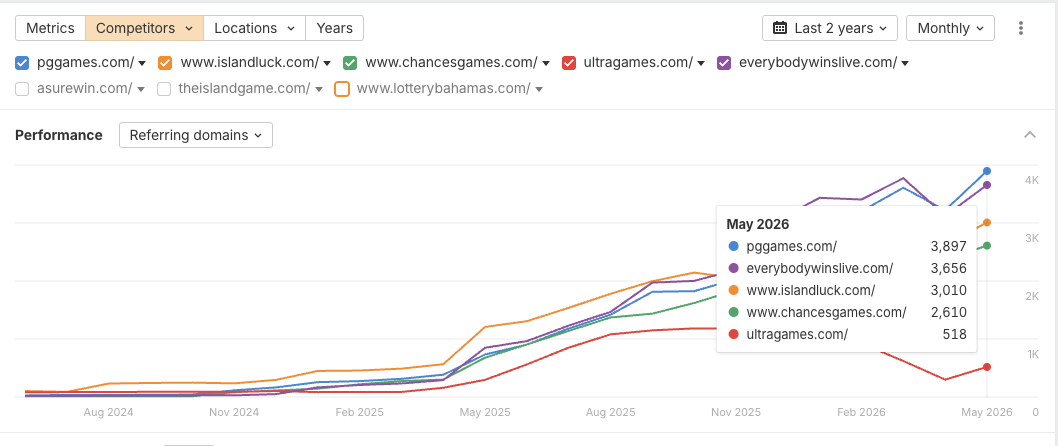 Metrics Competitors Locations Years Last 2 years Monthly
pggames.com/ www.islandluck.com/ www.chancesgames.com/ ultragames.com/ everybodywinslive.com/
asurewin.com/ theislandgame.com/ www.lotterybahamas.com/
Performance Referring domains
4K
May 2026
3K
pggames.com/ 3,897
everybodywinslive.com/ 3,656
www.islandluck.com/ 3,010
2K
www.chancesgames.com/ 2,610
ultragames.com/ 518
1K
Aug 2024 Nov 2024 Feb 2025 May 2025 Aug 2025 Nov 2025 Feb 2026 May 2026 0